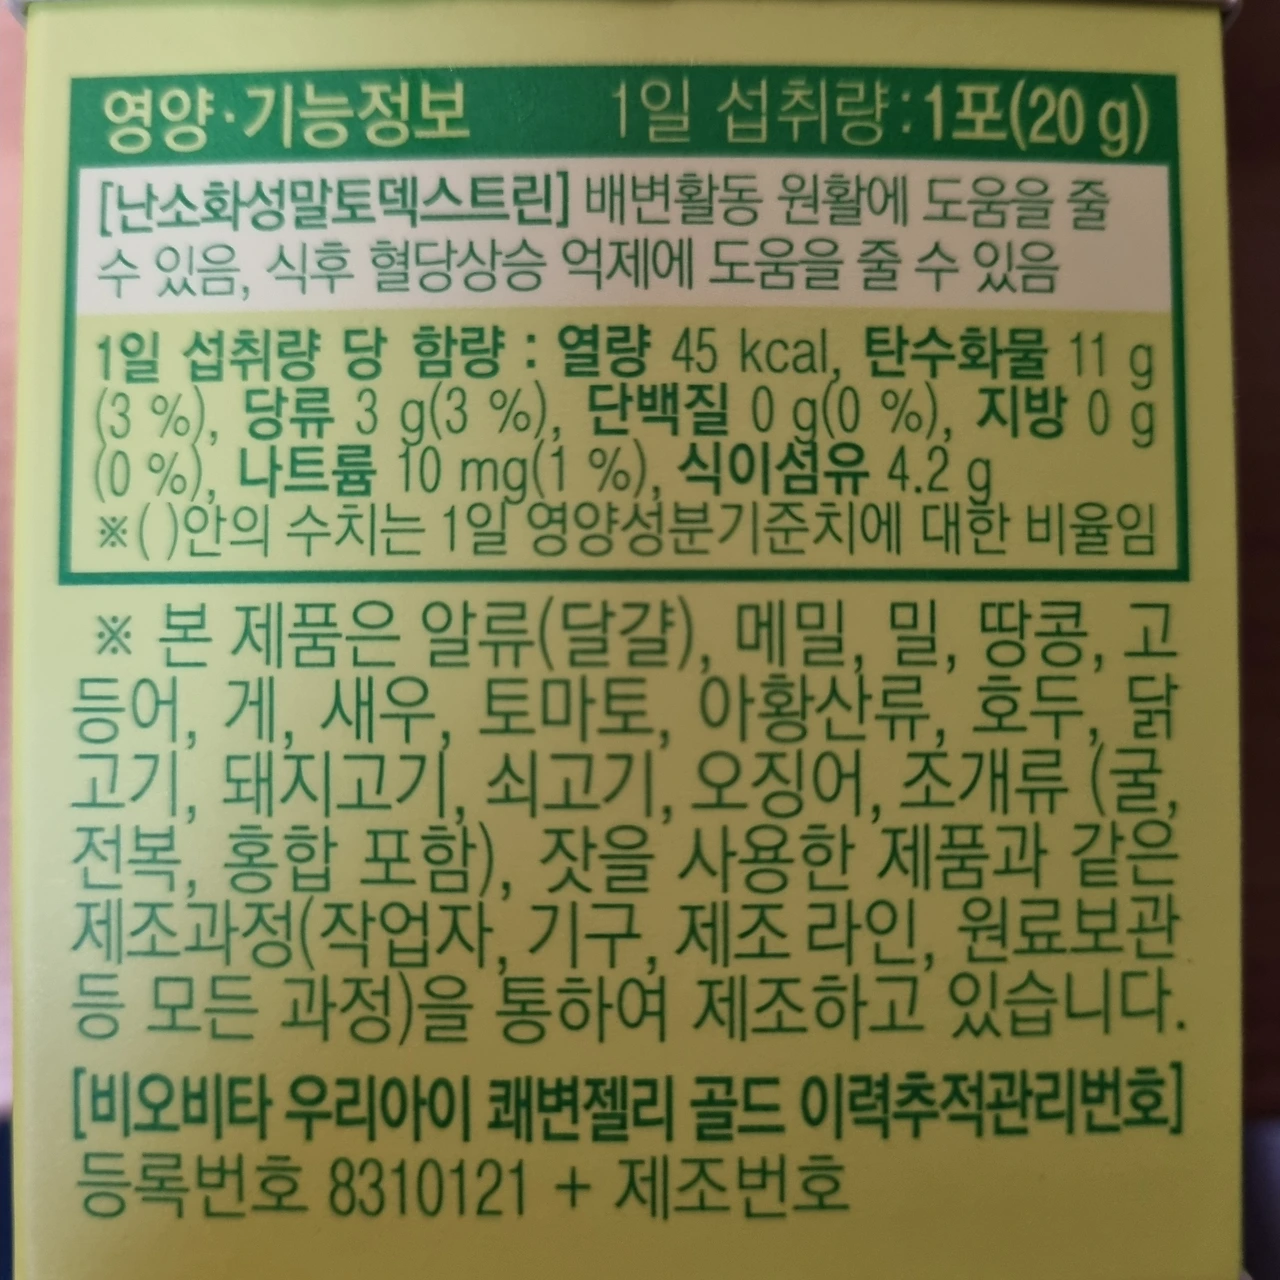 영양·기능정보 1일 섭취량:1포(20 g)
[난소화성말토덱스트린] 배변활동 원활에 도움을 줄
수 있음, 식후 혈당상승 억제에 도움을 줄 수 있음
1일 섭취량 당 함량 : 열량 45 kcal, 탄수화물 11 g
(3 %), 당류 3 g(3 %), 단백질 0 g(0 %), 지방 0 g
(0 %), 나트륨 10 mg(1 %), 식이섬유 4.2 g
※( )안의 수치는 1일 영양성분기준치에 대한 비율임
※ 본 제품은 알류(달걀), 메밀, 밀, 땅콩, 고
등어, 게, 새우, 토마토, 아황산류, 호두, 닭
고기, 돼지고기, 쇠고기, 오징어, 조개류 (굴,
전복, 홍합 포함), 잣을 사용한 제품과 같은
제조과정(작업자, 기구, 제조 라인, 원료보관
등 모든 과정)을 통하여 제조하고 있습니다.
[비오비타 우리아이 쾌변젤리 골드 이력추적관리번호]
등록번호 8310121 + 제조번호